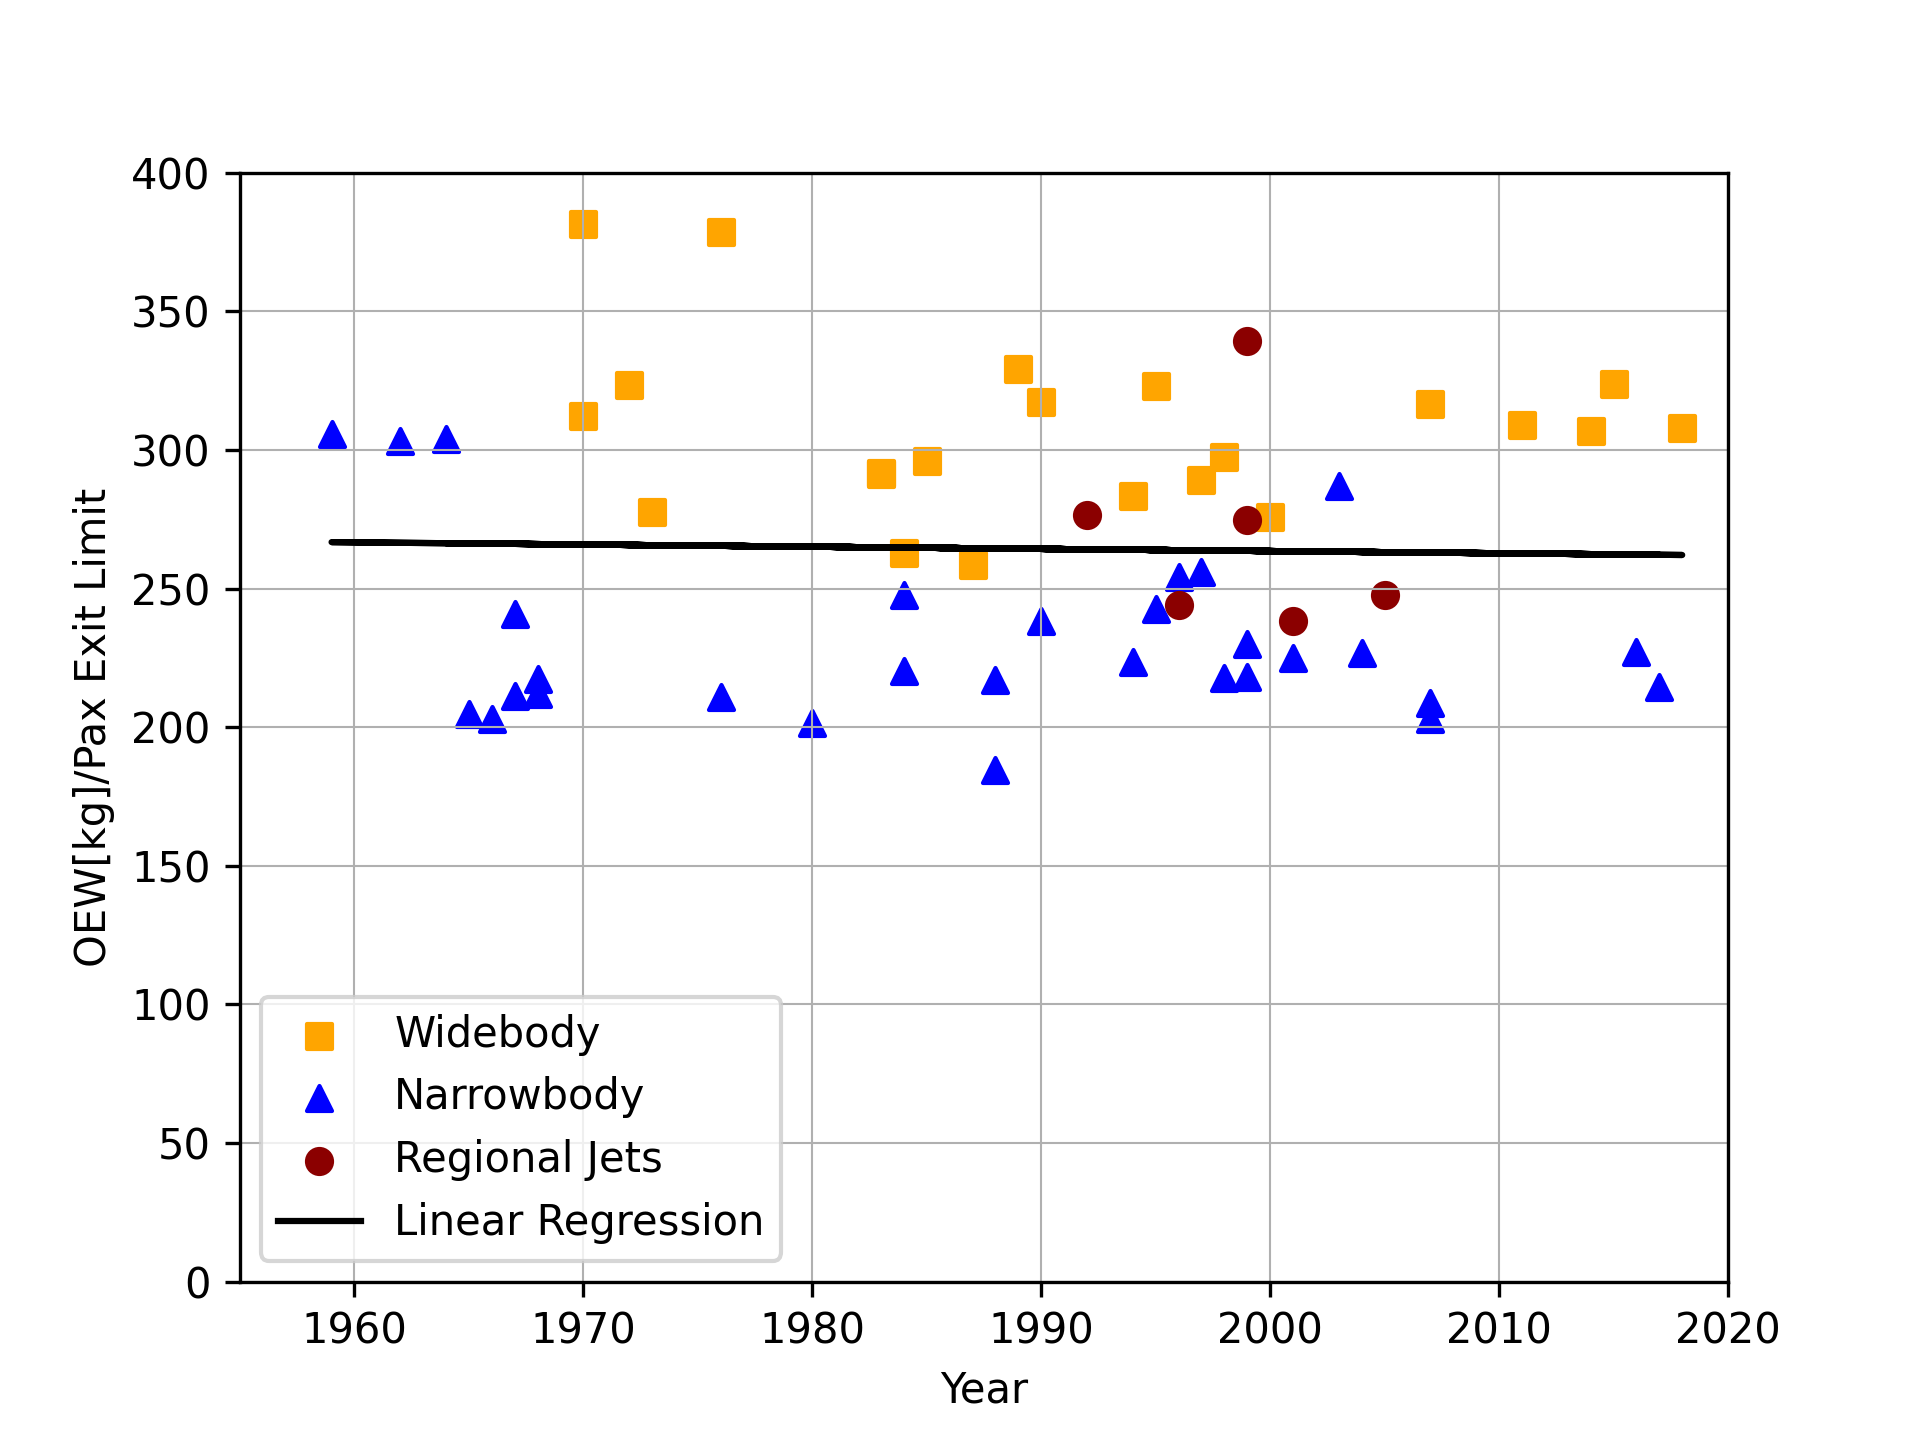 400
350
300
250
200
150
100
50
0
OEW[kg]/Pax Exit Limit
Widebody
Narrowbody
Regional Jets
Linear Regression
1960 1970 1980 1990 2000 2010 2020
Year